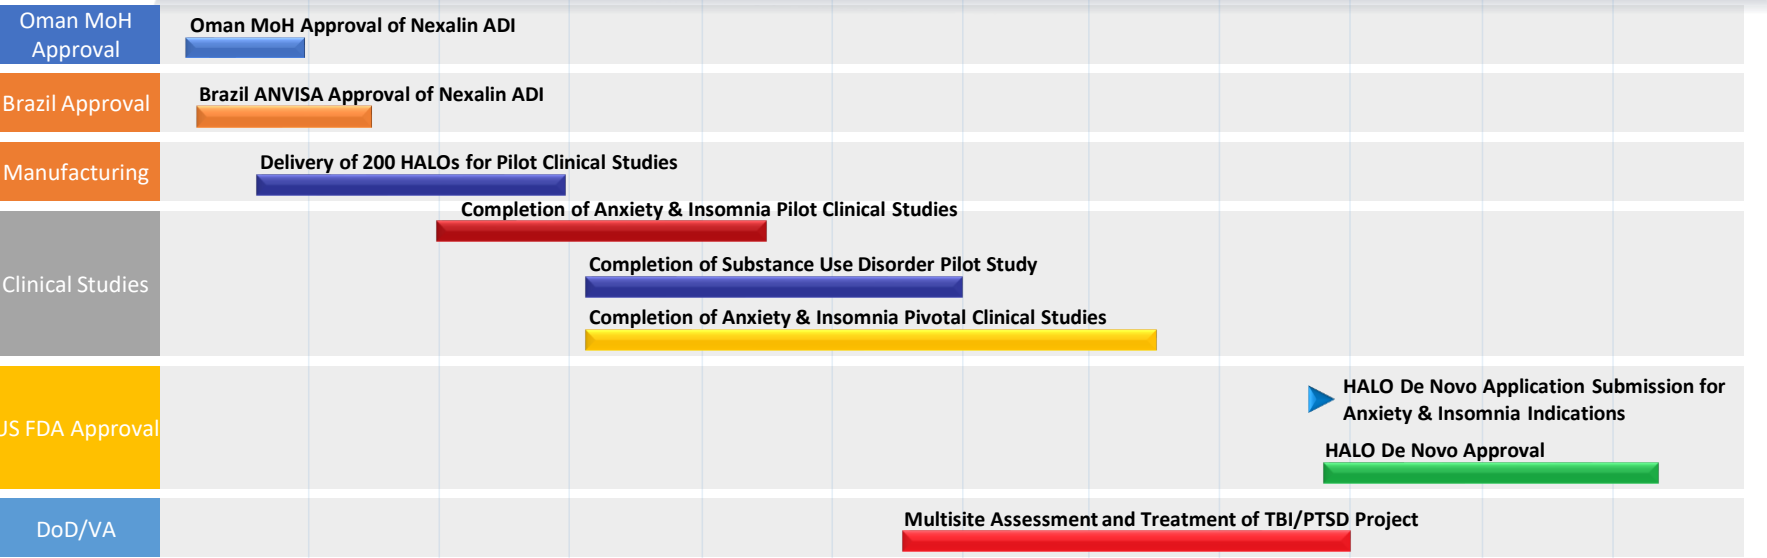 Oman MoH
Approval
Oman MoH Approval of Nexalin ADI
Brazil Approval
Brazil ANVISA Approval of Nexalin ADI
Manufacturing
Delivery of 200 HALOs for Pilot Clinical Studies
Clinical Studies
Completion of Anxiety & Insomnia Pilot Clinical Studies
Completion of Substance Use Disorder Pilot Study
Completion of Anxiety & Insomnia Pivotal Clinical Studies
US FDA Approval
HALO De Novo Application Submission for
Anxiety & Insomnia Indications
HALO De Novo Approval
DoD/VA
Multisite Assessment and Treatment of TBI/PTSD Project